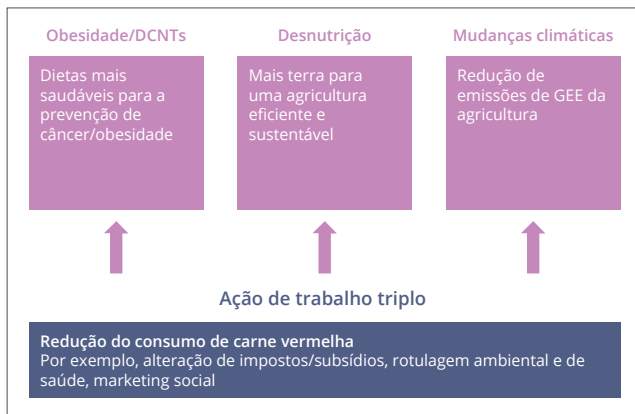 Obesidade/DCNTs
Dietas mais
saudáveis para a
prevenção de
câncer/obesidade
Desnutrição
Mais terra para
uma agricultura
eficiente e
sustentável
Mudanças climáticas
Redução de
emissões de GEE da
agricultura
Ação de trabalho triplo
Redução do consumo de carne vermelha
Por exemplo, alteração de impostos/subsídios, rotulagem ambiental e de
saúde, marketing social